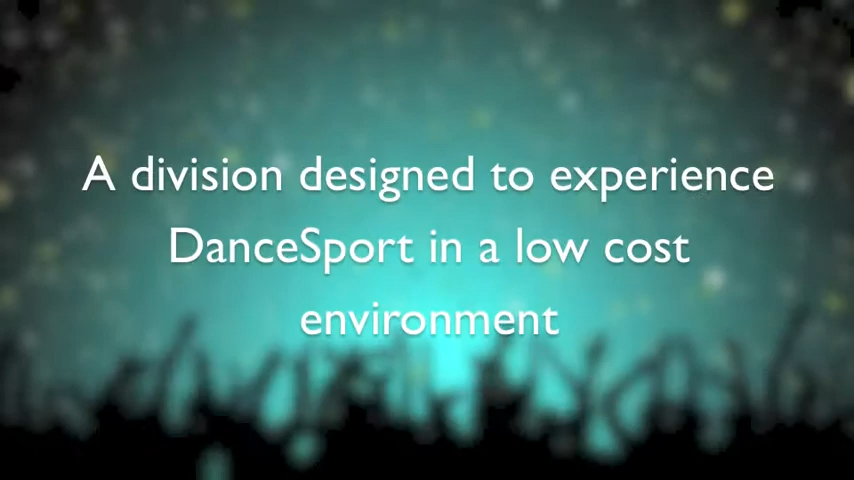 A division designed to experience
DanceSport in a low cost
environment